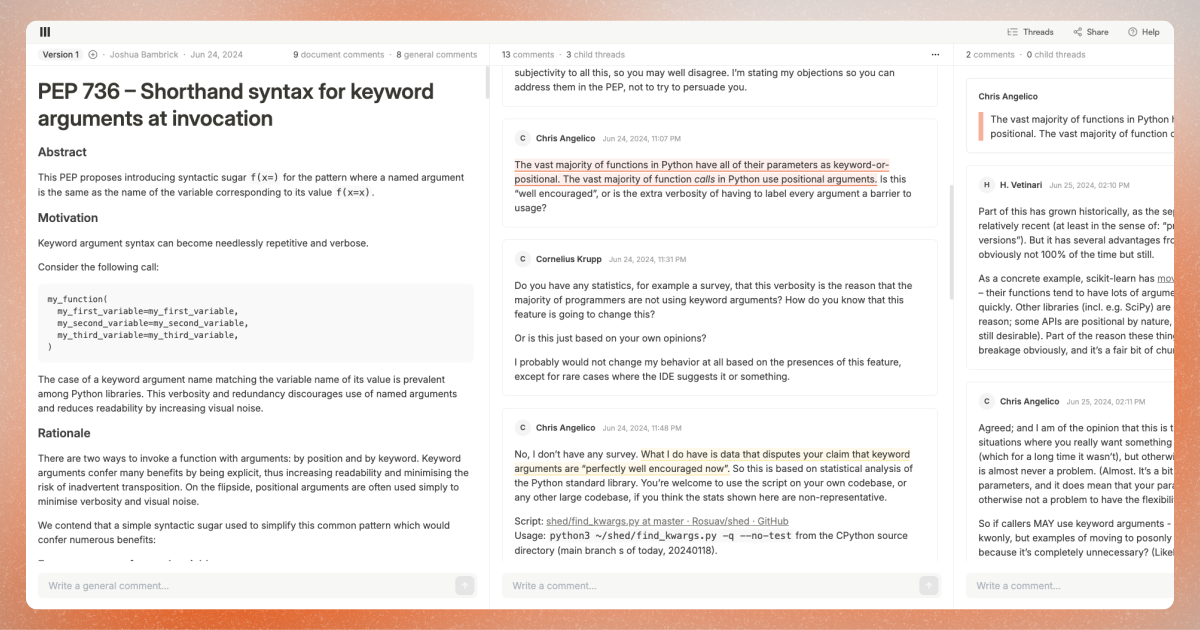 Threads
Share
Help
Version 1 · Joshua Bambrick · Jun 24, 2024
9 document comments · 8 general comments
PEP 736 – Shorthand syntax for keyword
arguments at invocation
Abstract
This PEP proposes introducing syntactic sugar f(x=) for the pattern where a named argument
is the same as the name of the variable corresponding to its value f(x=x).
Motivation
Keyword argument syntax can become needlessly repetitive and verbose.
Consider the following call:
my_function(
my_first_variable=my_first_variable,
my_second_variable=my_second_variable,
my_third_variable=my_third_variable,
)
The case of a keyword argument name matching the variable name of its value is prevalent
among Python libraries. This verbosity and redundancy discourages use of named arguments
and reduces readability by increasing visual noise.
Rationale
There are two ways to invoke a function with arguments: by position and by keyword. Keyword
arguments confer many benefits by being explicit, thus increasing readability and minimising the
risk of inadvertent transposition. On the flipside, positional arguments are often used simply to
minimise verbosity and visual noise.
We contend that a simple syntactic sugar used to simplify this common pattern which would
confer numerous benefits:
Write a general comment...
13 comments · 3 child threads
subjectivity to all this, so you may well disagree. I'm stating my objections so you can
address them in the PEP, not to try to persuade you.
C Chris Angelico Jun 24, 2024, 11:07 PM
The vast majority of functions in Python have all of their parameters as keyword-or-
positional. The vast majority of function calls in Python use positional arguments. Is this
“well encouraged”, or is the extra verbosity of having to label every argument a barrier to
usage?
C Cornelius Krupp Jun 24, 2024, 11:31 PM
Do you have any statistics, for example a survey, that this verbosity is the reason that the
majority of programmers are not using keyword arguments? How do you know that this
feature is going to change this?
Or is this just based on your own opinions?
I probably would not change my behavior at all based on the presences of this feature,
except for rare cases where the IDE suggests it or something.
C Chris Angelico Jun 24, 2024, 11:48 PM
No, I don't have any survey. What I do have is data that disputes your claim that keyword
arguments are “perfectly well encouraged now”. So this is based on statistical analysis of
the Python standard library. You're welcome to use the script on your own codebase, or
any other large codebase, if you think the stats shown here are non-representative.
Script: shed/find_kwargs.py at master · Rosuav/shed · GitHub
Usage: python3 ~/shed/find_kwargs.py -q --no-test from the CPython source
directory (main branch s of today, 20240118).
Write a comment...
2 comments · 0 child threads
Chris Angelico
The vast majority of functions in Python
positional. The vast majority of function
H H. Vetinari Jun 25, 2024, 02:10 PM
Part of this has grown historically, as the
relatively recent (at least in the sense of:
versions”). But it has several advantages
obviously not 100% of the time but still.
As a concrete example, scikit-learn has
– their functions tend to have lots of
quickly. Other libraries (incl. e.g. SciPy) are
reason; some APIs are positional by nature,
still desirable). Part of the reason these
breakage obviously, and it's a fair bit of
C Chris Angelico Jun 25, 2024, 02:11 PM
Agreed; and I am of the opinion that this is
situations where you really want something
(which for a long time it wasn't), but
is almost never a problem. (Almost. It's a bit
parameters, and it does mean that your
otherwise not a problem to have the
So if callers MAY use keyword arguments -
kwonly, but examples of moving to posonly
because it's completely unnecessary?
Write a comment...